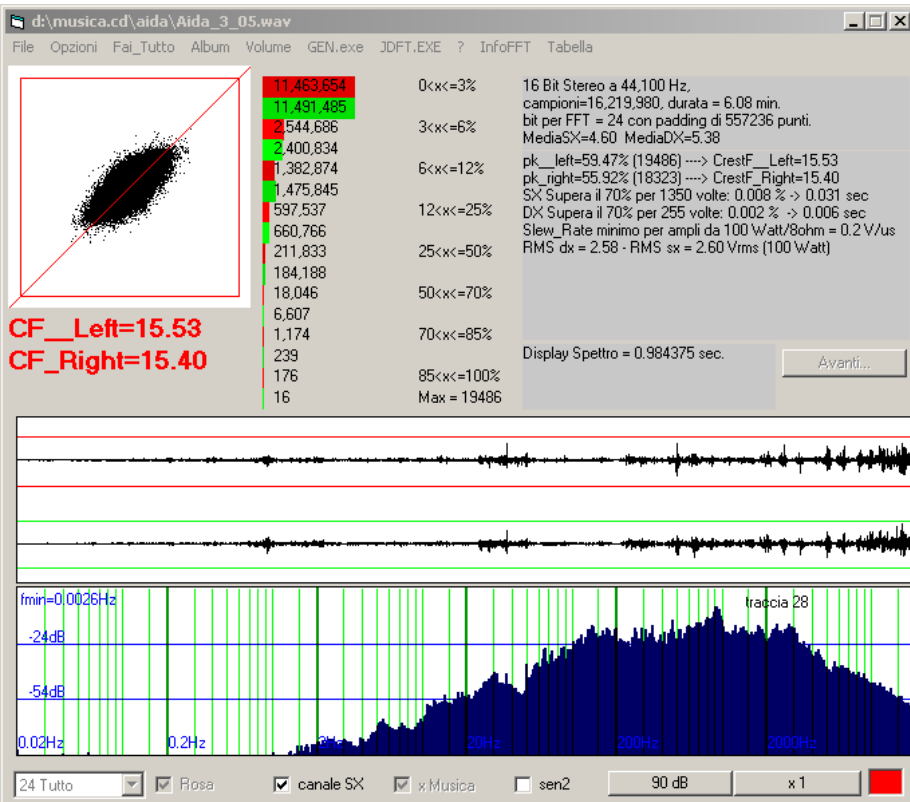 d:\musica.cd\aida\Aida_3_05.wav
File Opzioni Fai_Tutto Album Volume GEN.exe JDFT.EXE ? InfoFFT Tabella
11,463,654 0<x<=3%
11,491,485
2,544,686 3<x<=6%
2,400,834
1,382,874 6<x<=12%
1,475,845
597,537 12<x<=25%
660,766
211,833 25<x<=50%
184,188
18,046 50<x<=70%
6,607
1,174 70<x<=85%
239
176 85<x<=100%
16 Max = 19486
CF__Left=15.53
CF_Right=15.40
16 Bit Stereo a 44,100 Hz,
campioni=16,219,980, durata = 6.08 min.
bit per FFT = 24 con padding di 557236 punti.
MediaSX=4.60 MediaDX=5.38
pk__left=59.47% (19486) ----> CrestF__Left=15.53
pk_right=55.92% (18323) ----> CrestF_Right=15.40
SX Supera il 70% per 1350 volte: 0.008 % -> 0.031 sec
DX Supera il 70% per 255 volte: 0.002 % -> 0.006 sec
Slew_Rate minimo per ampli da 100 Watt/8ohm = 0.2 V/us
RMS dx = 2.58 - RMS sx = 2.60 Vrms (100 Watt)
Display Spettro = 0.984375 sec.
Avanti...
fmin=0.0026Hz
traccia 28
-24dB
-54dB
0.02Hz 0.2Hz 2Hz 20Hz 200Hz 2000Hz
24 Tutto Rosa canale SX x Musica sen2 90 dB x 1